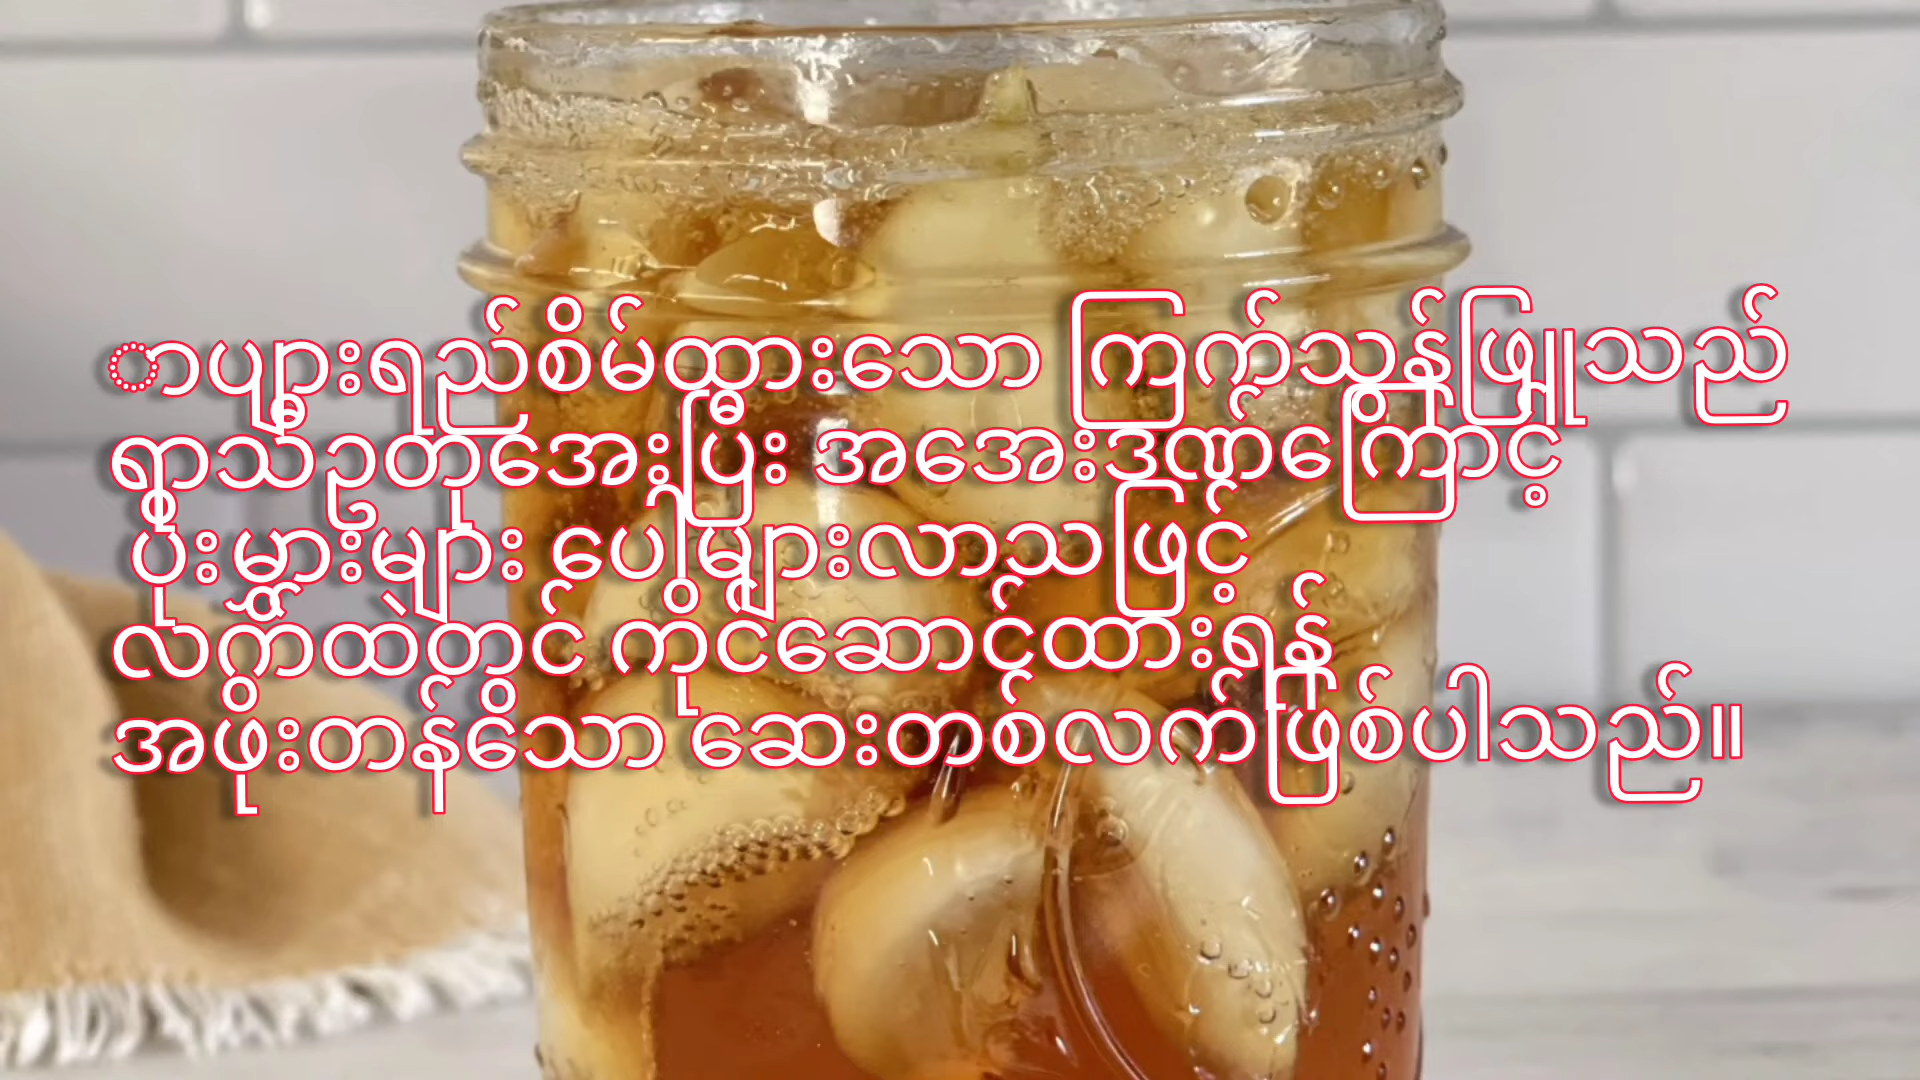 ာပျားရည်စိမ်ထားသော ကြက်သွန်ဖြူသည်
ရာသီဥတုအေးပြီး အအေးဒဏ်ကြောင့်
ပိုးမွှားများ ပေါများလာသဖြင့်
လက်ထဲတွင် ကိုင်ဆောင်ထားရန်
အဖိုးတန်သော ဆေးတစ်လက်ဖြစ်ပါသည်။